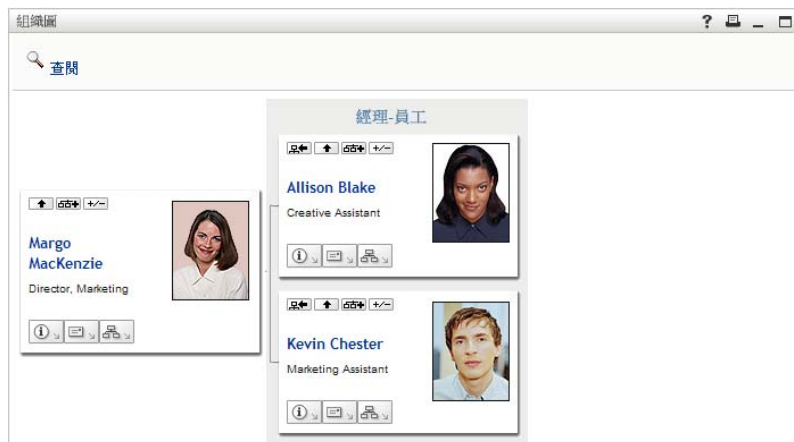 組織圖
查閱
經理-員工
Allison Blake
Creative Assistant
Margo
MacKenzie
Director, Marketing
Kevin Chester
Marketing Assistant